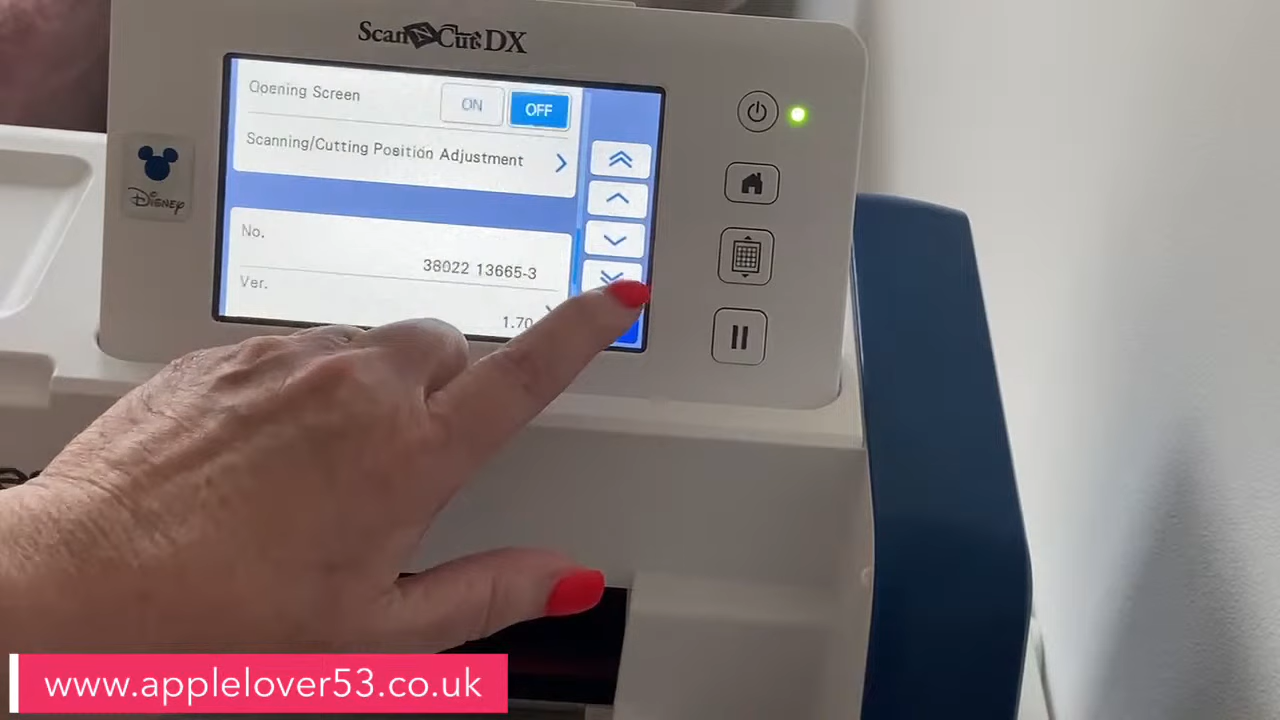 ScanNCut DX
Opening Screen
ON
OFF
Scanning/Cutting Position Adjustment
Disney
No.
38022 13665-3
Ver.
1.70
www.applelover53.co.uk